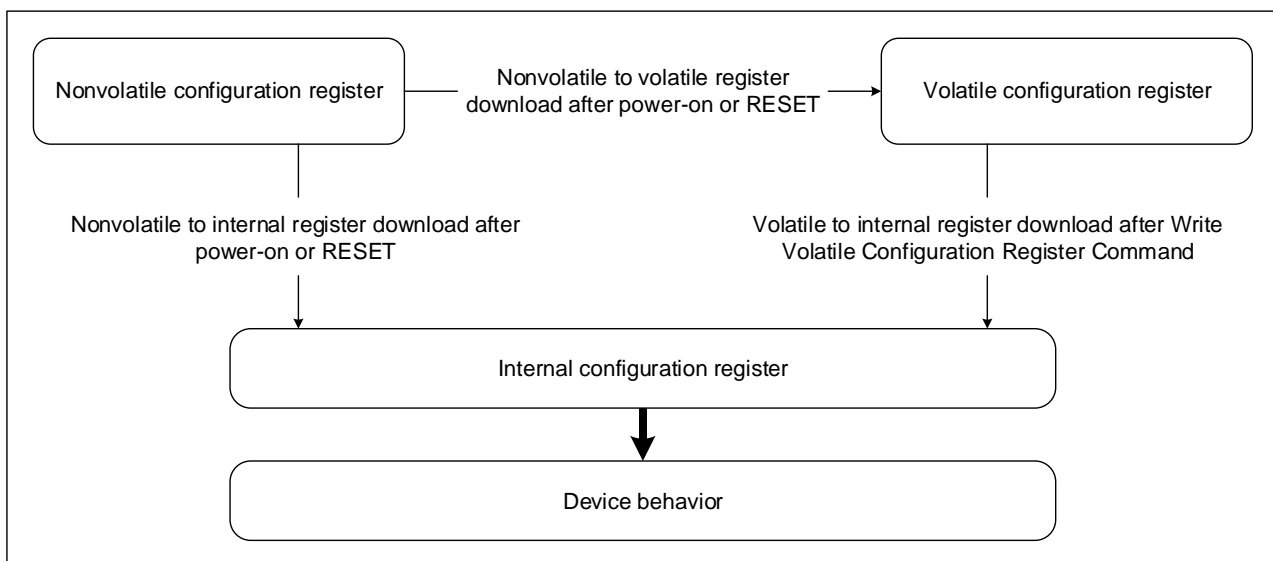 Nonvolatile configuration register
Nonvolatile to volatile register
download after power-on or RESET
Volatile configuration register
Nonvolatile to internal register download after
power-on or RESET
Volatile to internal register download after Write
Volatile Configuration Register Command
Internal configuration register
Device behavior